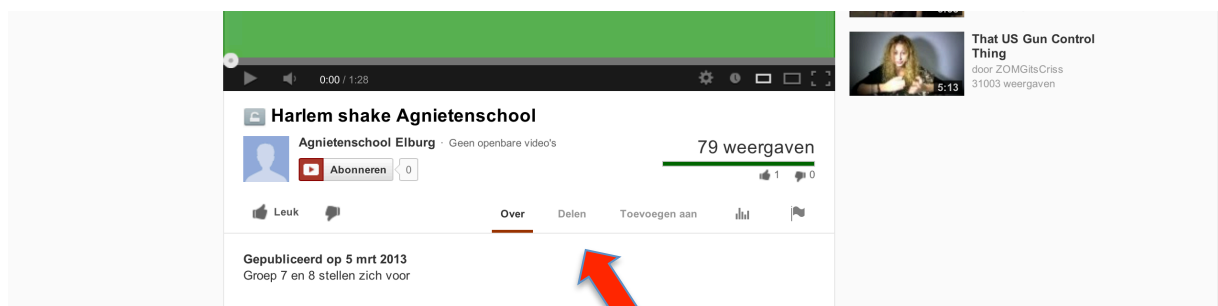 0:00 / 1:28
Harlem shake Agnietenschool
Agnietenschool Elburg · Geen openbare video's
Abonneren 0
79 weergaven
1 0
Leuk
Over Delen Toevoegen aan
Gepubliceerd op 5 mrt 2013
Groep 7 en 8 stellen zich voor
That US Gun Control
Thing
door ZOMGitsCriss
31003 weergaven
5:13